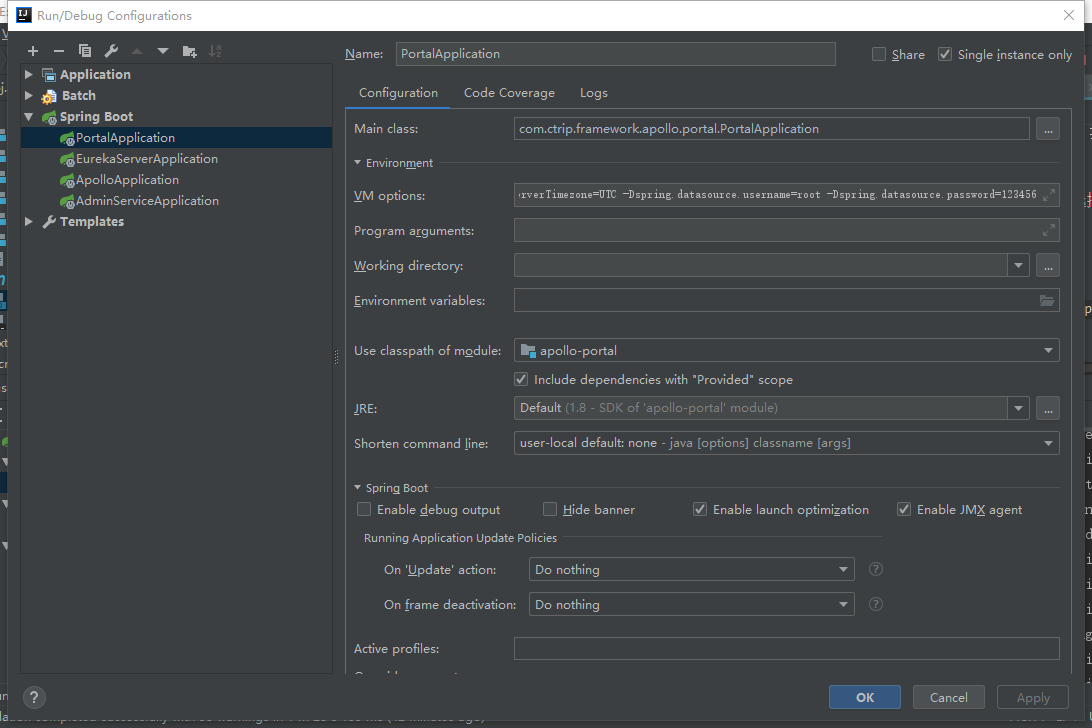 Run/Debug Configurations
Name: PortalApplication
Share
Single instance only
Application
Batch
Spring Boot
PortalApplication
EurekaServerApplication
ApolloApplication
AdminServiceApplication
Templates
Configuration
Code Coverage
Logs
Main class: com.ctrip.framework.apollo.portal.PortalApplication ...
Environment
VM options: erverTimezone=UTC -Dspring.datasource.username=root -Dspring.datasource.password=123456
Program arguments:
Working directory: ...
Environment variables:
Use classpath of module: apollo-portal
Include dependencies with "Provided" scope
JRE: Default (1.8 - SDK of 'apollo-portal' module) ...
Shorten command line: user-local default: none - java [options] classname [args]
Spring Boot
Enable debug output
Hide banner
Enable launch optimization
Enable JMX agent
Running Application Update Policies
On 'Update' action: Do nothing ?
On frame deactivation: Do nothing ?
Active profiles:
?
OK
Cancel
Apply